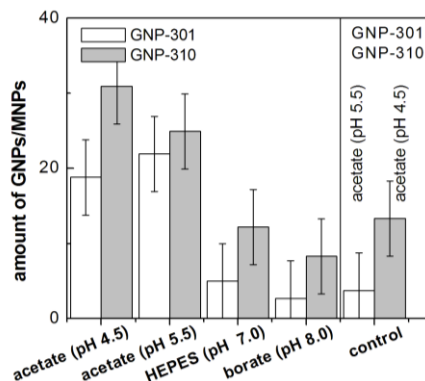 40
20
0
amount of GNPs/MNPs
GNP-301
GNP-310
GNP-301
GNP-310
acetate (pH 5.5)
acetate (pH 4.5)
acetate (pH 4.5)
acetate (pH 5.5)
HEPES (pH 7.0)
borate (pH 8.0)
control